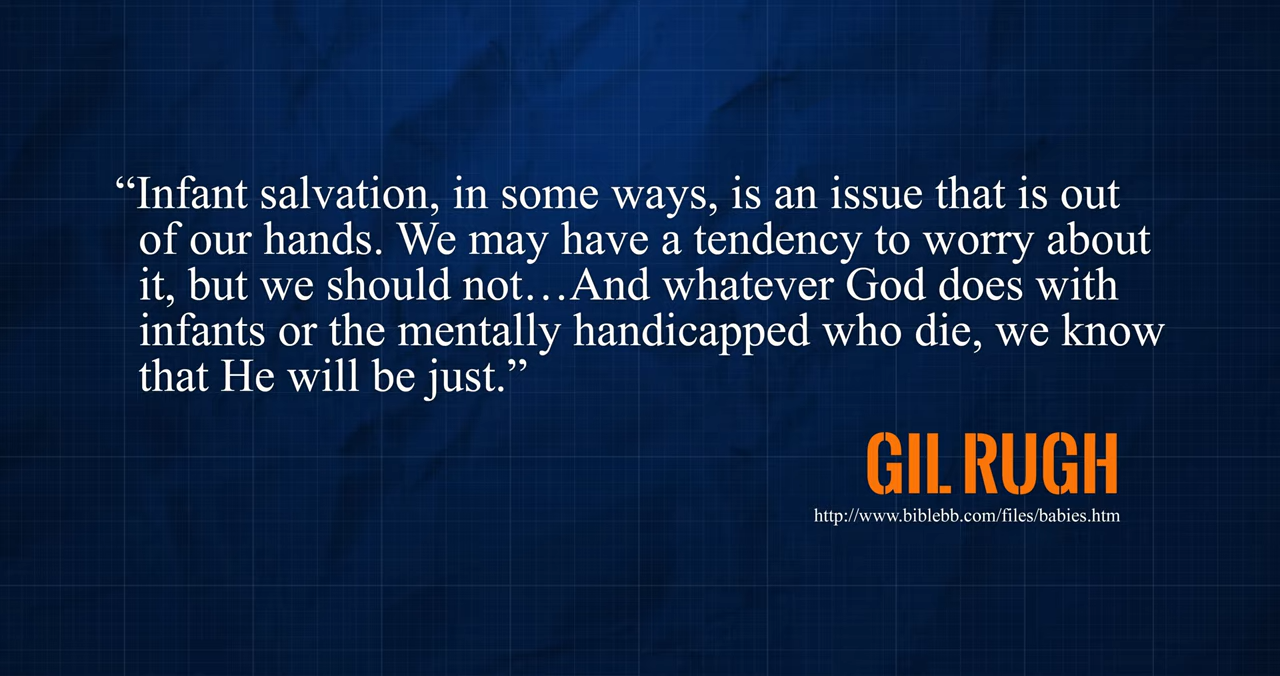 “Infant salvation, in some ways, is an issue that is out
of our hands. We may have a tendency to worry about
it, but we should not…And whatever God does with
infants or the mentally handicapped who die, we know
that He will be just.”
GIL RUGH
http://www.biblebb.com/files/babies.htm